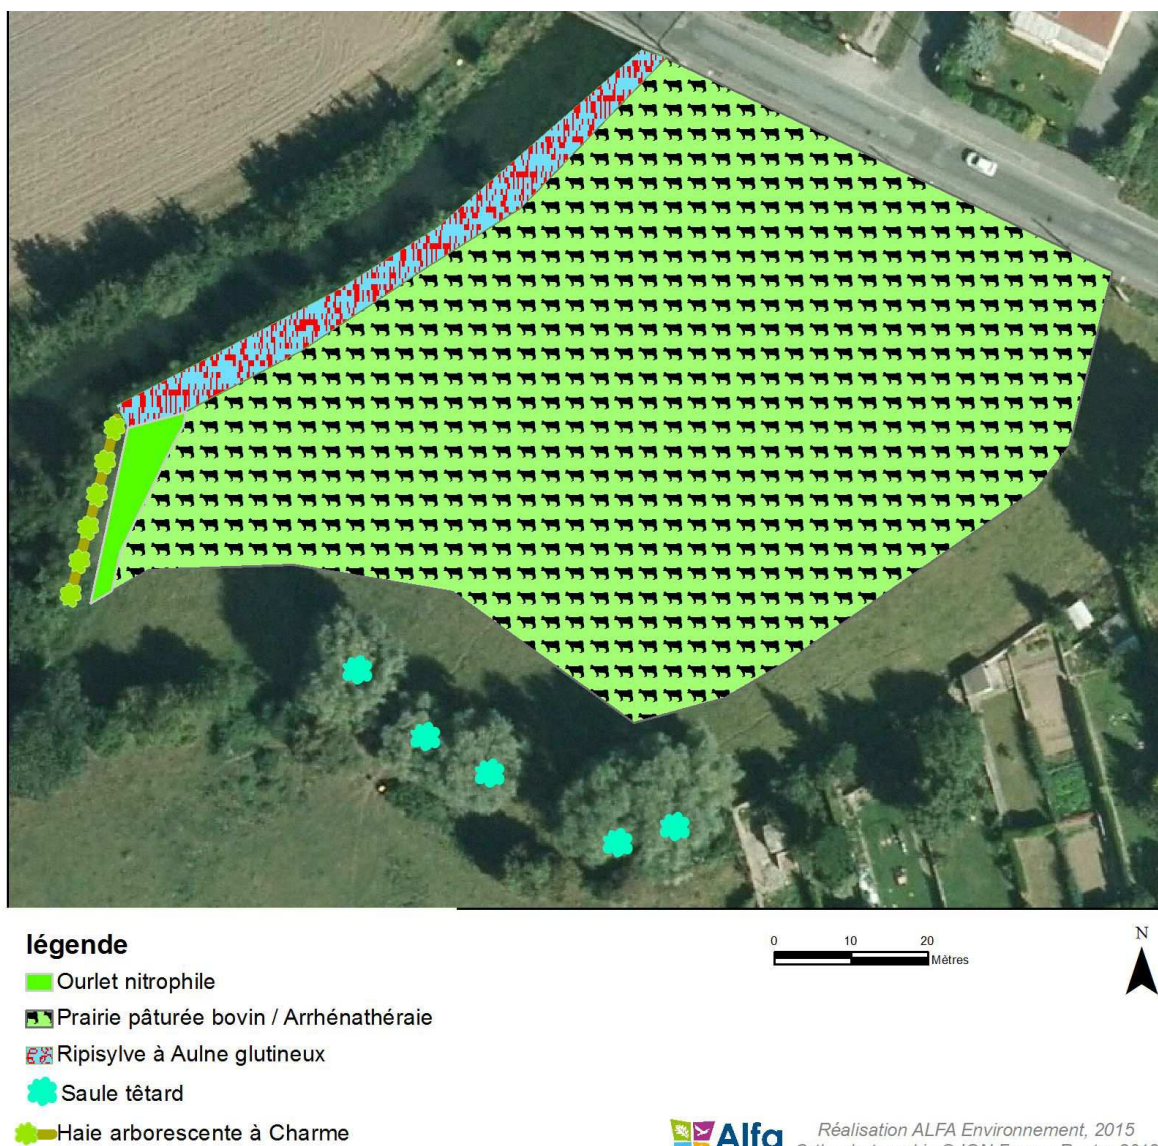 légende
Ourlet nitrophile
Prairie pâturée bovin / Arrhénathéraie
Ripisylve à Aulne glutineux
Saule têtard
Haie arborescente à Charme
0 10 20
Mètres
N
Alfa
Réalisation ALFA Environnement, 2015